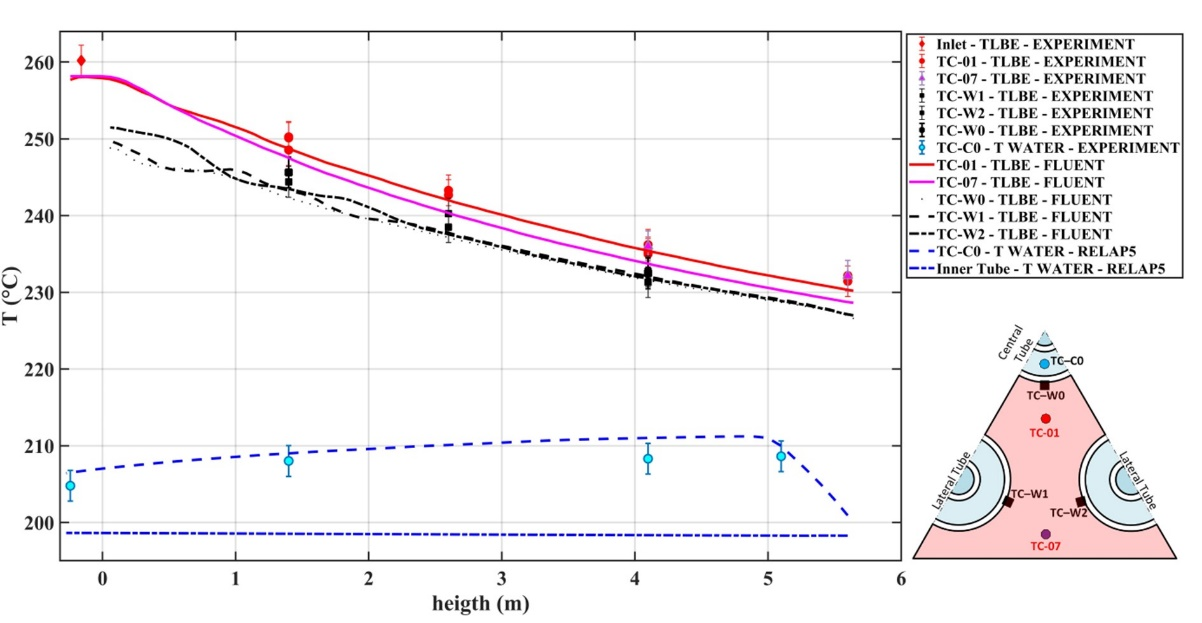 260
250
240
230
220
210
200
T (°C)
0 1 2 3 4 5 6
heigth (m)
Inlet - TLBE - EXPERIMENT
TC-01 - TLBE - EXPERIMENT
TC-07 - TLBE - EXPERIMENT
TC-W1 - TLBE - EXPERIMENT
TC-W2 - TLBE - EXPERIMENT
TC-W0 - TLBE - EXPERIMENT
TC-C0 - T WATER - EXPERIMENT
TC-01 - TLBE - FLUENT
TC-07 - TLBE - FLUENT
TC-W0 - TLBE - FLUENT
TC-W1 - TLBE - FLUENT
TC-W2 - TLBE - FLUENT
TC-C0 - T WATER - RELAP5
Inner Tube - T WATER - RELAP5
Central
Tube
TC-C0
TC-W0
TC-01
Lateral Tube
Lateral Tube
TC-W1
TC-W2
TC-07